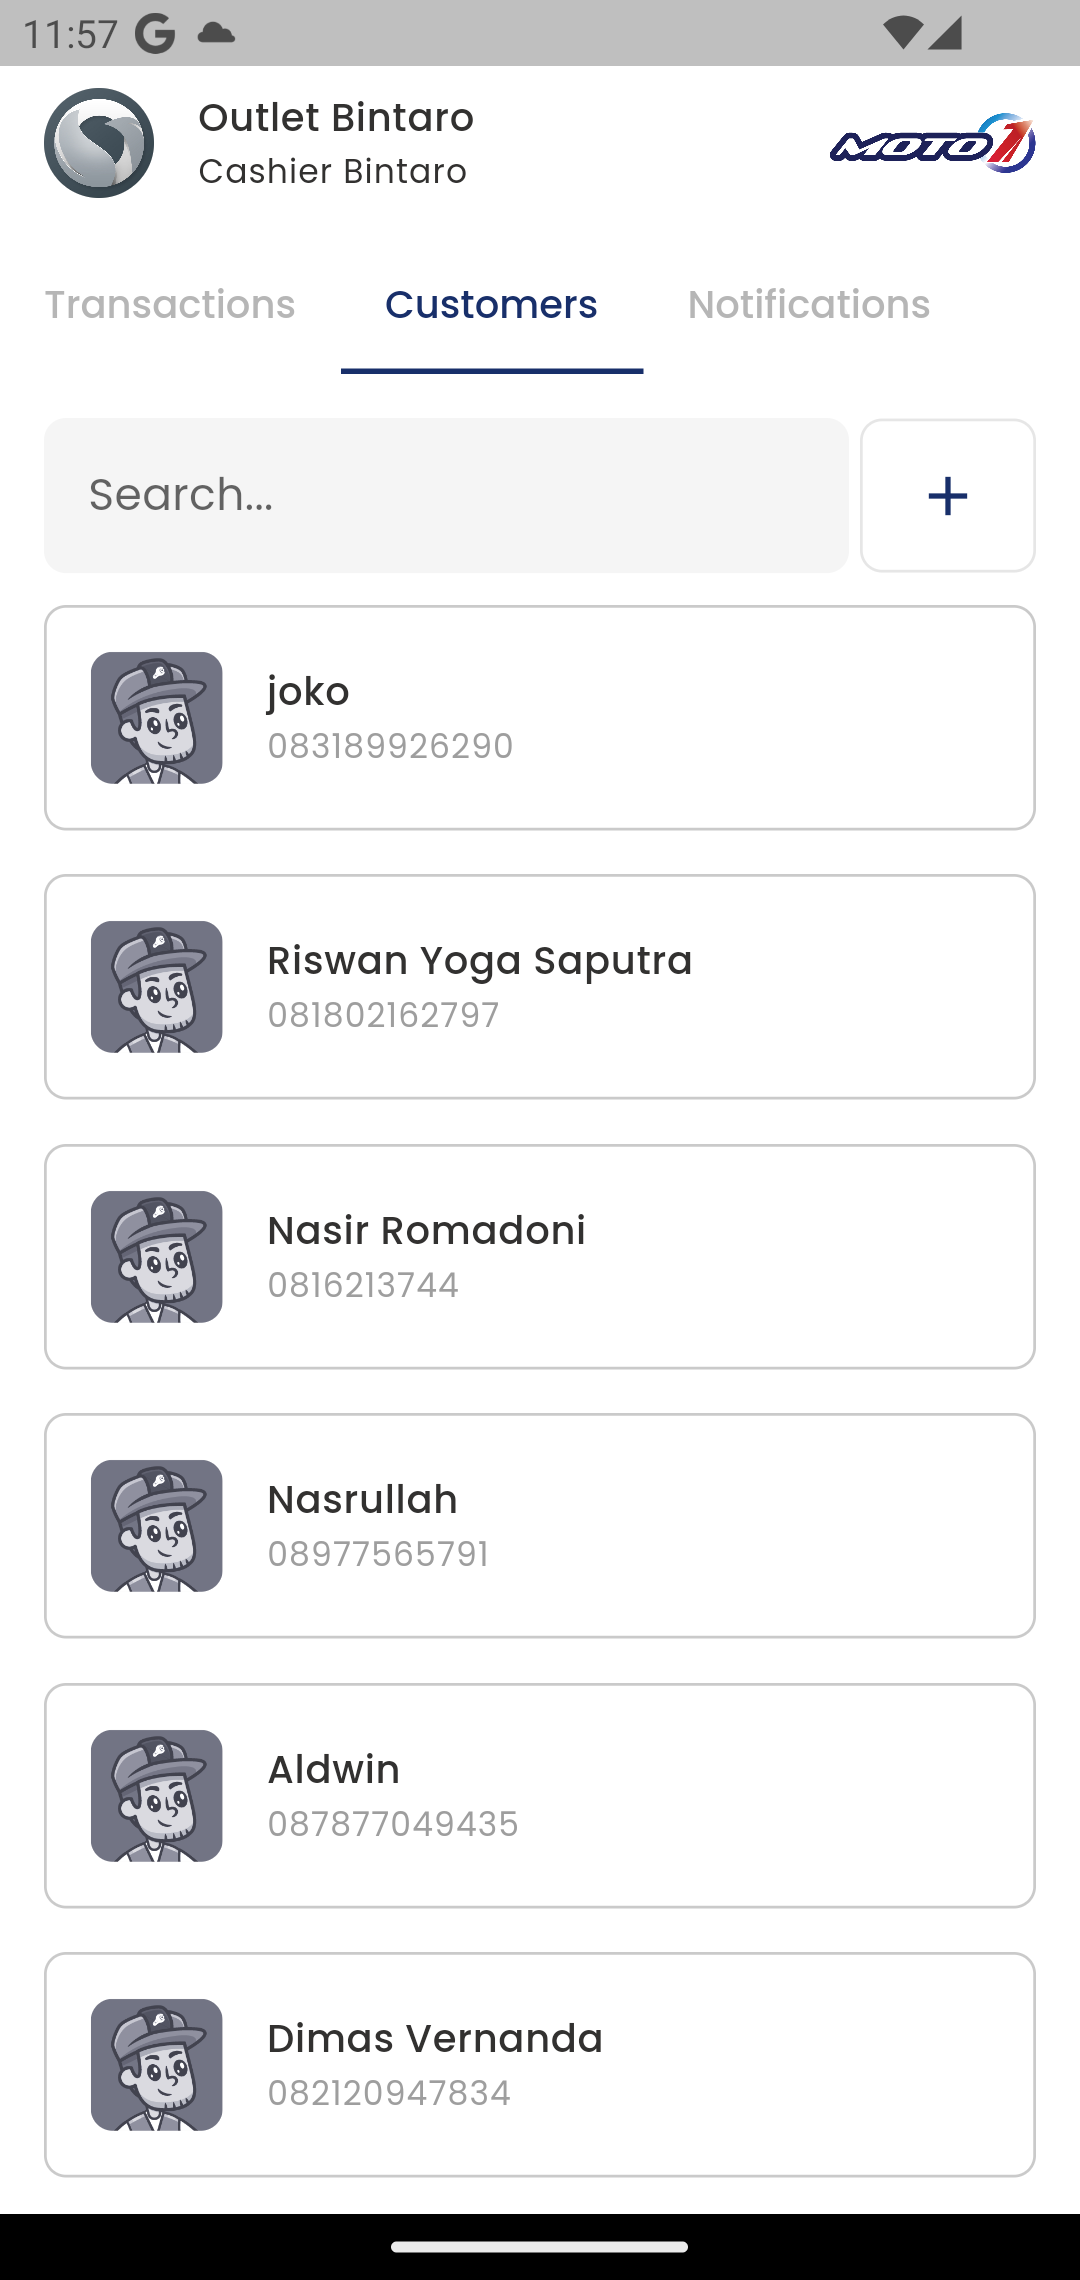 11:57
Outlet Bintaro
Cashier Bintaro
MOTO1
Transactions Customers Notifications
Search...
+
joko
083189926290
Riswan Yoga Saputra
081802162797
Nasir Romadoni
0816213744
Nasrullah
08977565791
Aldwin
087877049435
Dimas Vernanda
082120947834